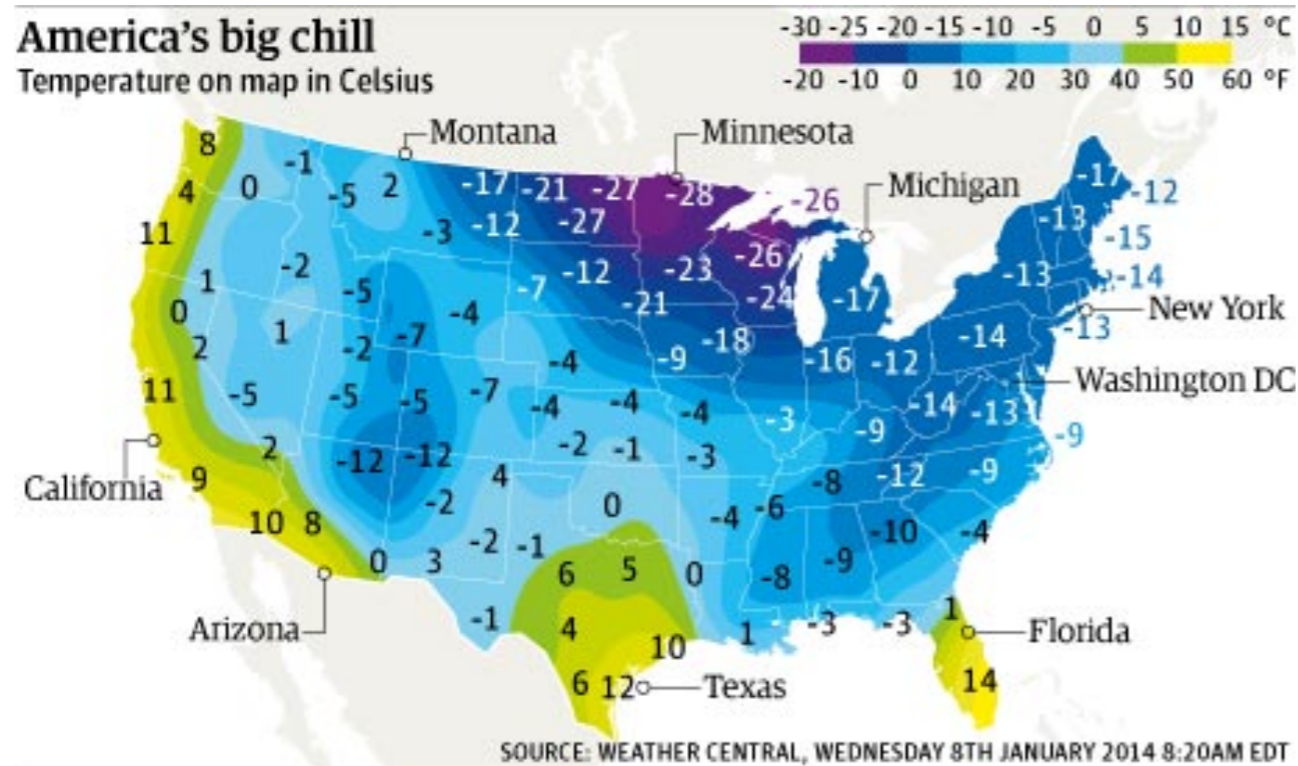 America's big chill
Temperature on map in Celsius
-30 -25 -20 -15 -10 -5 0 5 10 15 °C
-20 -10 0 10 20 30 40 50 60 °F
Montana
Minnesota
Michigan
New York
Washington DC
California
Arizona
Texas
Florida
8 -1 -5 2 -17 -21 -27 -28 -26 -17 -12
4 0 -3 -12 -27 -13 -15
11 -2 -12 -23 -26 -13 -14
1 -5 -7 -21 -24 -17
0 1 -2 -7 -4 -18 -14 -13
2 -4 -9 -16 -12
11 -5 -5 -5 -7 -4 -4 -4 -3 -14 -13
2 -12 -12 -2 -1 -3 -9 -9
9 4 -8 -12 -9
10 8 -2 0 -4 -6 -10 -4
0 3 -2 -1 6 5 0 -8 -9
-1 4 10 1 -3 -3 1
6 12 14
SOURCE: WEATHER CENTRAL, WEDNESDAY 8TH JANUARY 2014 8:20AM EDT